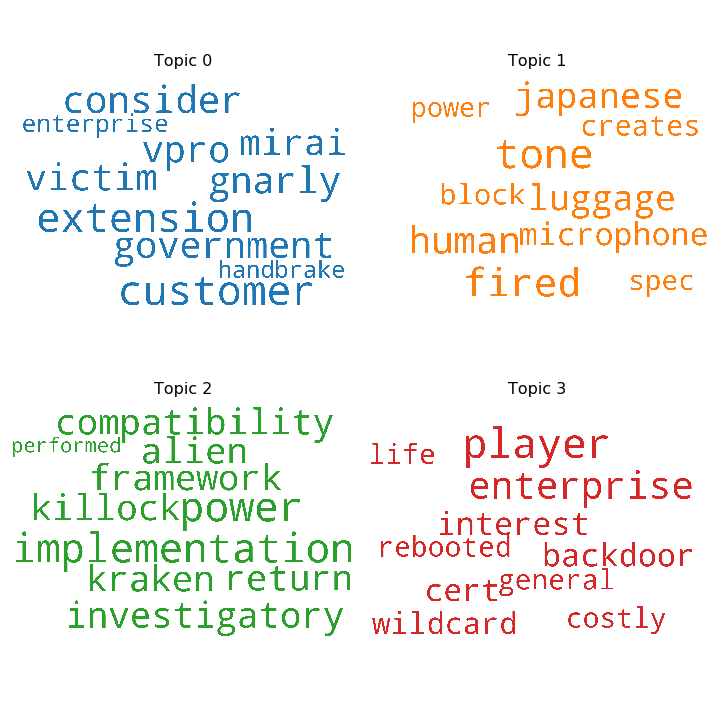 Topic 0
consider
enterprise
vpro mirai
victim gnarly
extension
government
handbrake
customer
Topic 1
power japanese
creates
tone
block luggage
human microphone
fired spec
Topic 2
compatibility
performed alien
framework
killock power
implementation
kraken return
investigatory
Topic 3
life player
enterprise
interest
rebooted backdoor
cert general
wildcard costly